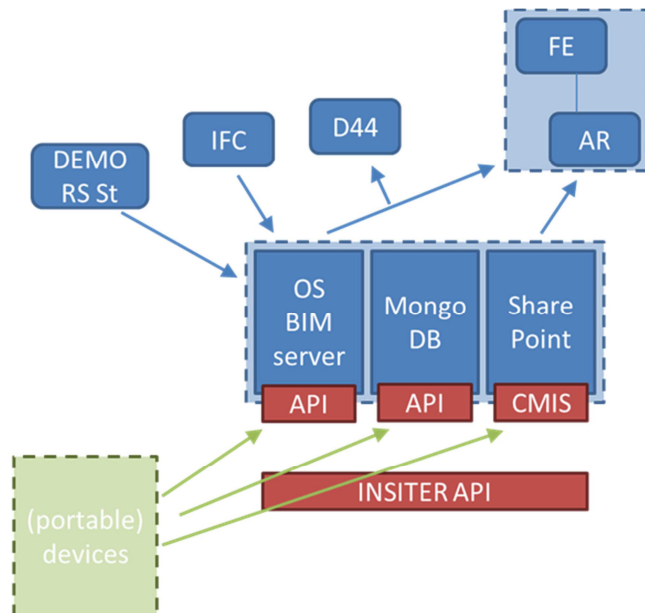 FE
AR
D44
IFC
DEMO
RS St
OS
BIM
server
Mongo
DB
Share
Point
API
API
CMIS
INSITER API
(portable)
devices